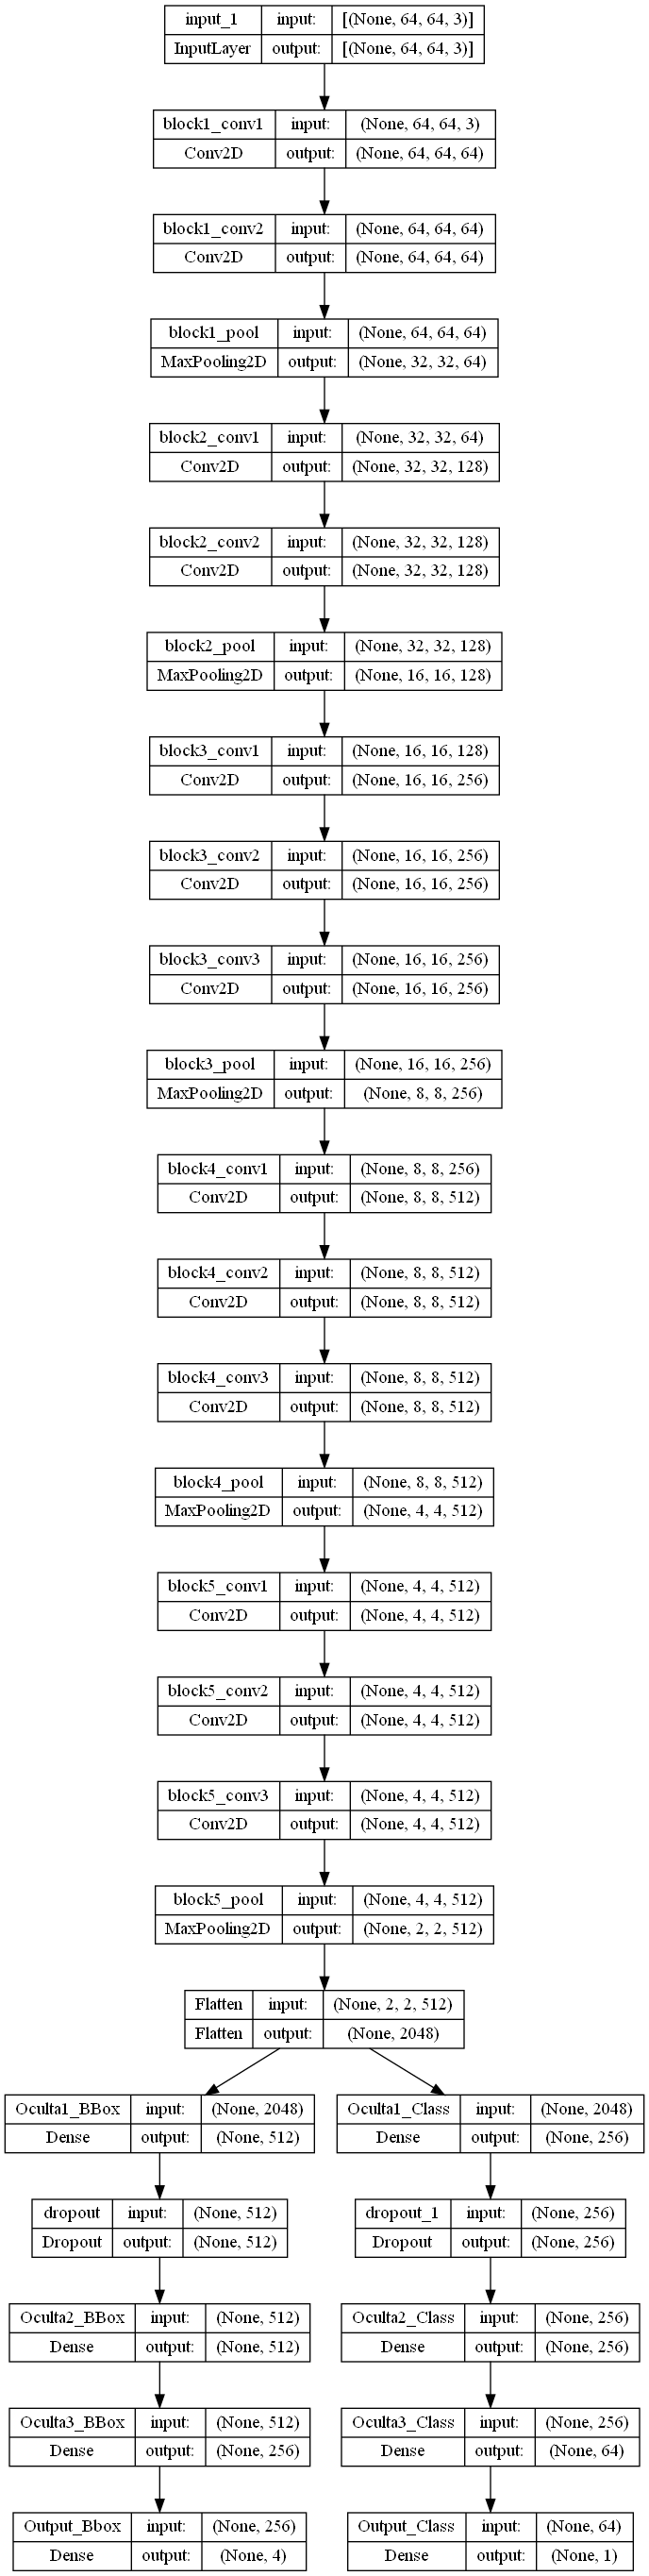 input_1 input: [(None, 64, 64, 3)]
InputLayer output: [(None, 64, 64, 3)]
block1_conv1 input: (None, 64, 64, 3)
Conv2D output: (None, 64, 64, 64)
block1_conv2 input: (None, 64, 64, 64)
Conv2D output: (None, 64, 64, 64)
block1_pool input: (None, 64, 64, 64)
MaxPooling2D output: (None, 32, 32, 64)
block2_conv1 input: (None, 32, 32, 64)
Conv2D output: (None, 32, 32, 128)
block2_conv2 input: (None, 32, 32, 128)
Conv2D output: (None, 32, 32, 128)
block2_pool input: (None, 32, 32, 128)
MaxPooling2D output: (None, 16, 16, 128)
block3_conv1 input: (None, 16, 16, 128)
Conv2D output: (None, 16, 16, 256)
block3_conv2 input: (None, 16, 16, 256)
Conv2D output: (None, 16, 16, 256)
block3_conv3 input: (None, 16, 16, 256)
Conv2D output: (None, 16, 16, 256)
block3_pool input: (None, 16, 16, 256)
MaxPooling2D output: (None, 8, 8, 256)
block4_conv1 input: (None, 8, 8, 256)
Conv2D output: (None, 8, 8, 512)
block4_conv2 input: (None, 8, 8, 512)
Conv2D output: (None, 8, 8, 512)
block4_conv3 input: (None, 8, 8, 512)
Conv2D output: (None, 8, 8, 512)
block4_pool input: (None, 8, 8, 512)
MaxPooling2D output: (None, 4, 4, 512)
block5_conv1 input: (None, 4, 4, 512)
Conv2D output: (None, 4, 4, 512)
block5_conv2 input: (None, 4, 4, 512)
Conv2D output: (None, 4, 4, 512)
block5_conv3 input: (None, 4, 4, 512)
Conv2D output: (None, 4, 4, 512)
block5_pool input: (None, 4, 4, 512)
MaxPooling2D output: (None, 2, 2, 512)
Flatten input: (None, 2, 2, 512)
Flatten output: (None, 2048)
Oculta1_BBox input: (None, 2048)
Dense output: (None, 512)
Oculta1_Class input: (None, 2048)
Dense output: (None, 256)
dropout input: (None, 512)
Dropout output: (None, 512)
dropout_1 input: (None, 256)
Dropout output: (None, 256)
Oculta2_BBox input: (None, 512)
Dense output: (None, 512)
Oculta2_Class input: (None, 256)
Dense output: (None, 256)
Oculta3_BBox input: (None, 512)
Dense output: (None, 256)
Oculta3_Class input: (None, 256)
Dense output: (None, 64)
Output_Bbox input: (None, 256)
Dense output: (None, 4)
Output_Class input: (None, 64)
Dense output: (None, 1)